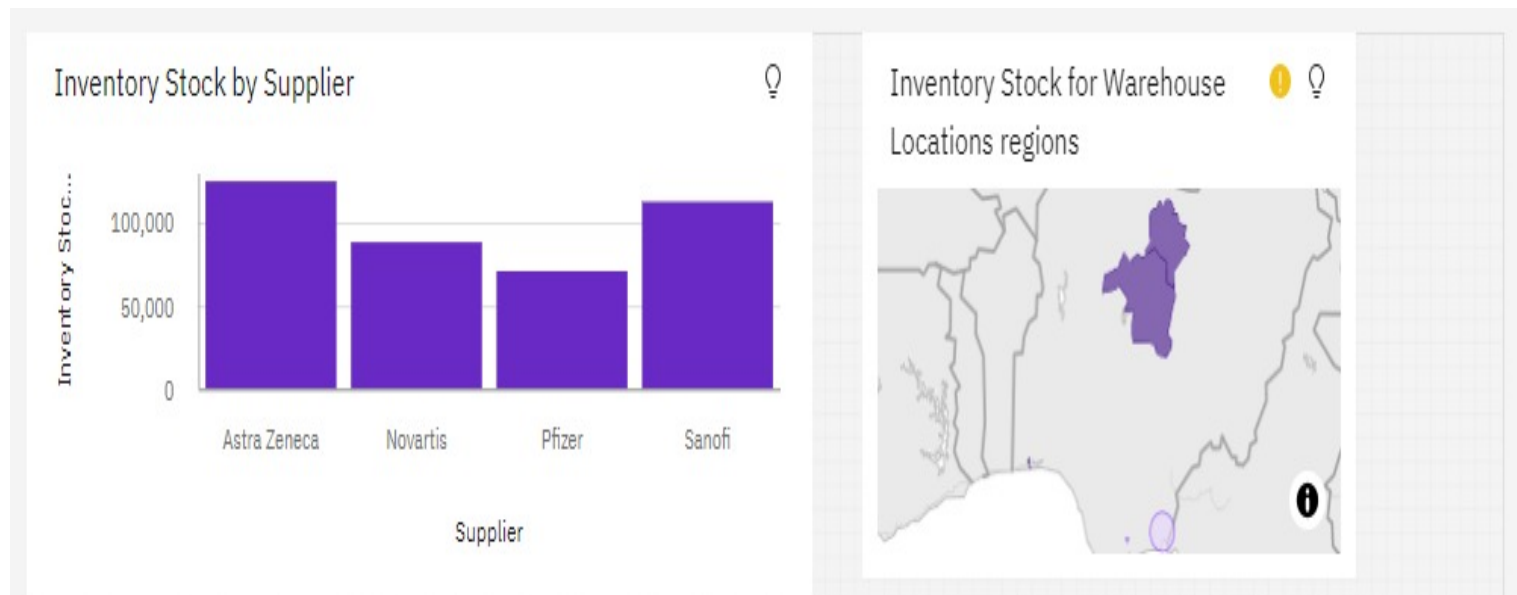 Inventory Stock by Supplier
Inventory Stoc...
100,000
50,000
0
Astra Zeneca
Novartis
Pfizer
Sanofi
Supplier
Inventory Stock for Warehouse
Locations regions